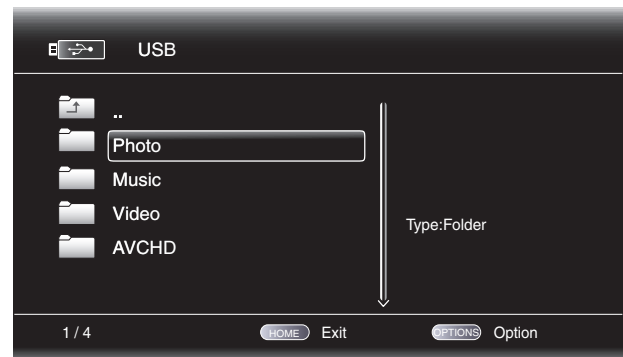 USB
..
Photo
Music
Video
AVCHD
Type:Folder
1 / 4
HOME Exit
OPTIONS Option